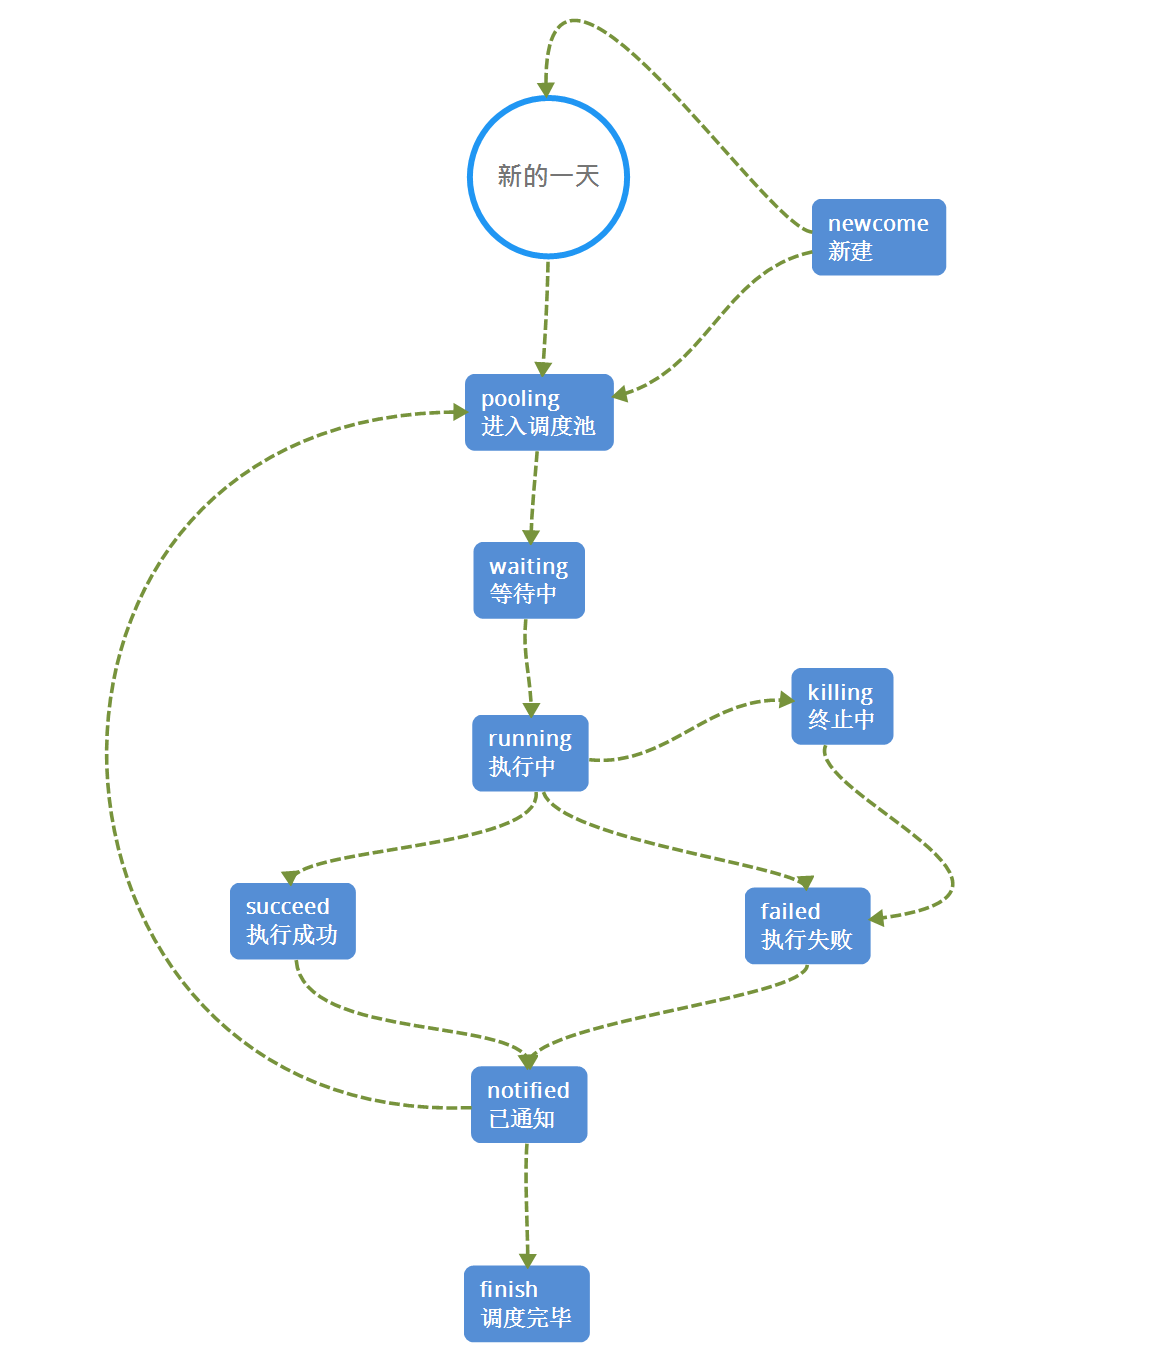 新的一天
newcome
新建
pooling
进入调度池
waiting
等待中
running
执行中
killing
终止中
succeed
执行成功
failed
执行失败
notified
已通知
finish
调度完毕